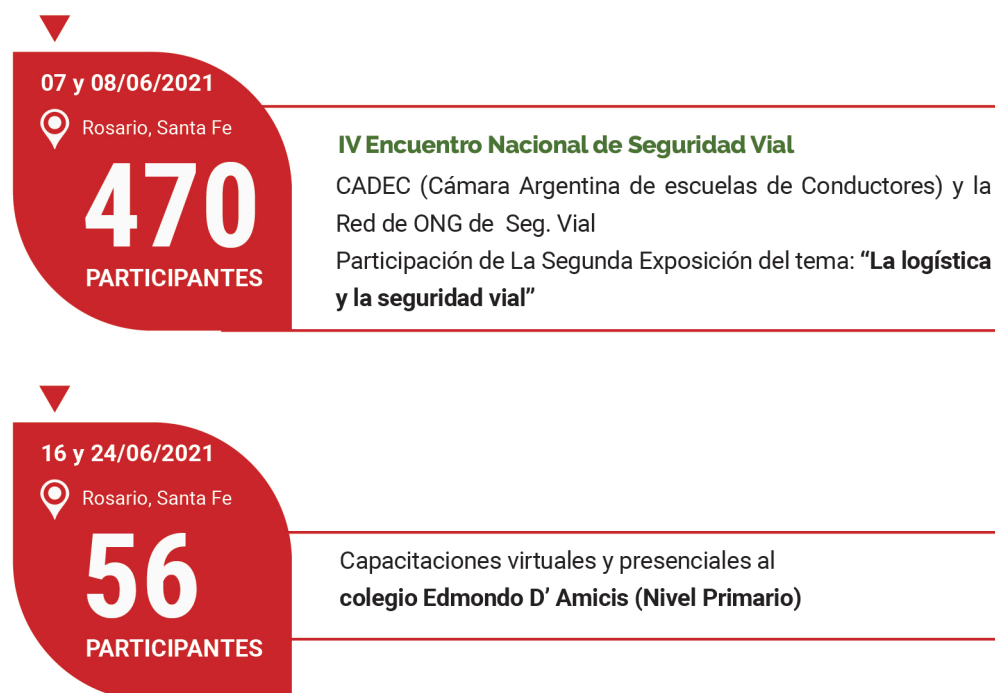 07 y 08/06/2021
Rosario, Santa Fe
470
PARTICIPANTES
IV Encuentro Nacional de Seguridad Vial
CADEC (Cámara Argentina de escuelas de Conductores) y la
Red de ONG de Seg. Vial
Participación de La Segunda Exposición del tema: “La logística
y la seguridad vial”
16 y 24/06/2021
Rosario, Santa Fe
56
PARTICIPANTES
Capacitaciones virtuales y presenciales al
colegio Edmondo D’ Amicis (Nivel Primario)